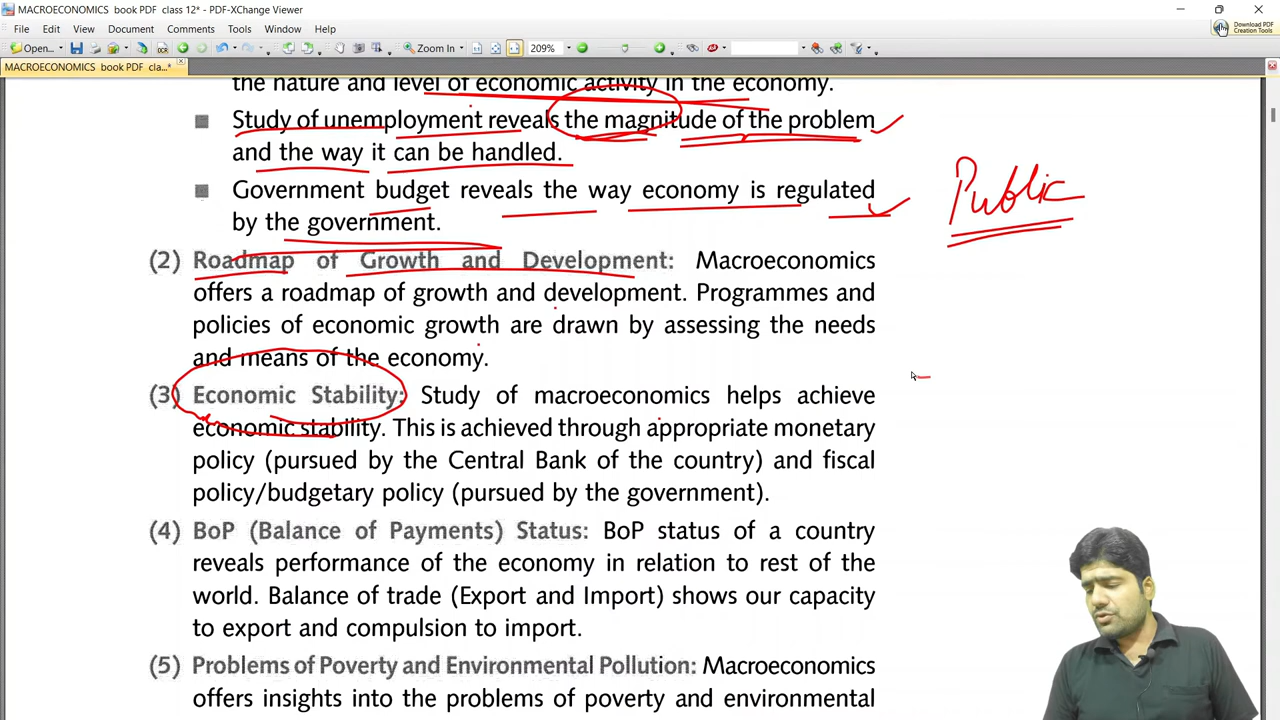 MACROECONOMICS book PDF class 12* - PDF-XChange Viewer
File Edit View Document Comments Tools Window Help
Download PDF
Creation Tools
Open... Zoom In 209%
MACROECONOMICS book PDF cla...*
the nature and level of economic activity in the economy.
Study of unemployment reveals the magnitude of the problem
and the way it can be handled.
Government budget reveals the way economy is regulated
by the government.
Public
(2) Roadmap of Growth and Development: Macroeconomics
offers a roadmap of growth and development. Programmes and
policies of economic growth are drawn by assessing the needs
and means of the economy.
(3) Economic Stability: Study of macroeconomics helps achieve
economic stability. This is achieved through appropriate monetary
policy (pursued by the Central Bank of the country) and fiscal
policy/budgetary policy (pursued by the government).
(4) BoP (Balance of Payments) Status: BoP status of a country
reveals performance of the economy in relation to rest of the
world. Balance of trade (Export and Import) shows our capacity
to export and compulsion to import.
(5) Problems of Poverty and Environmental Pollution: Macroeconomics
offers insights into the problems of poverty and environmental